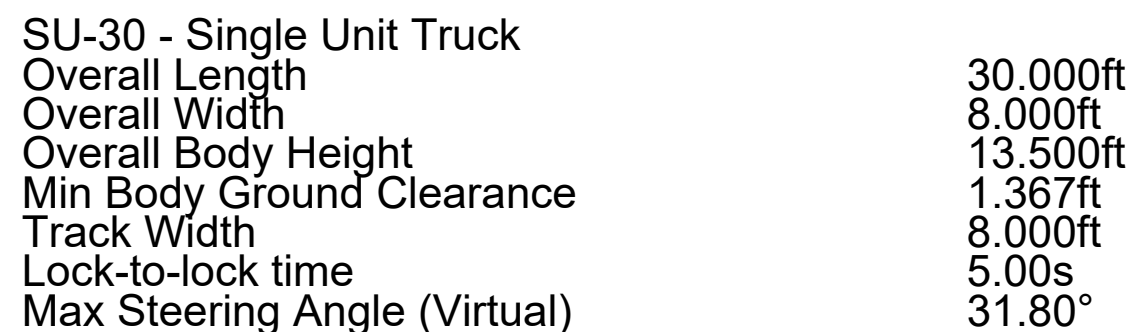 SU-30 - Single Unit Truck
Overall Length 30.000ft
Overall Width 8.000ft
Overall Body Height 13.500ft
Min Body Ground Clearance 1.367ft
Track Width 8.000ft
Lock-to-lock time 5.00s
Max Steering Angle (Virtual) 31.80°